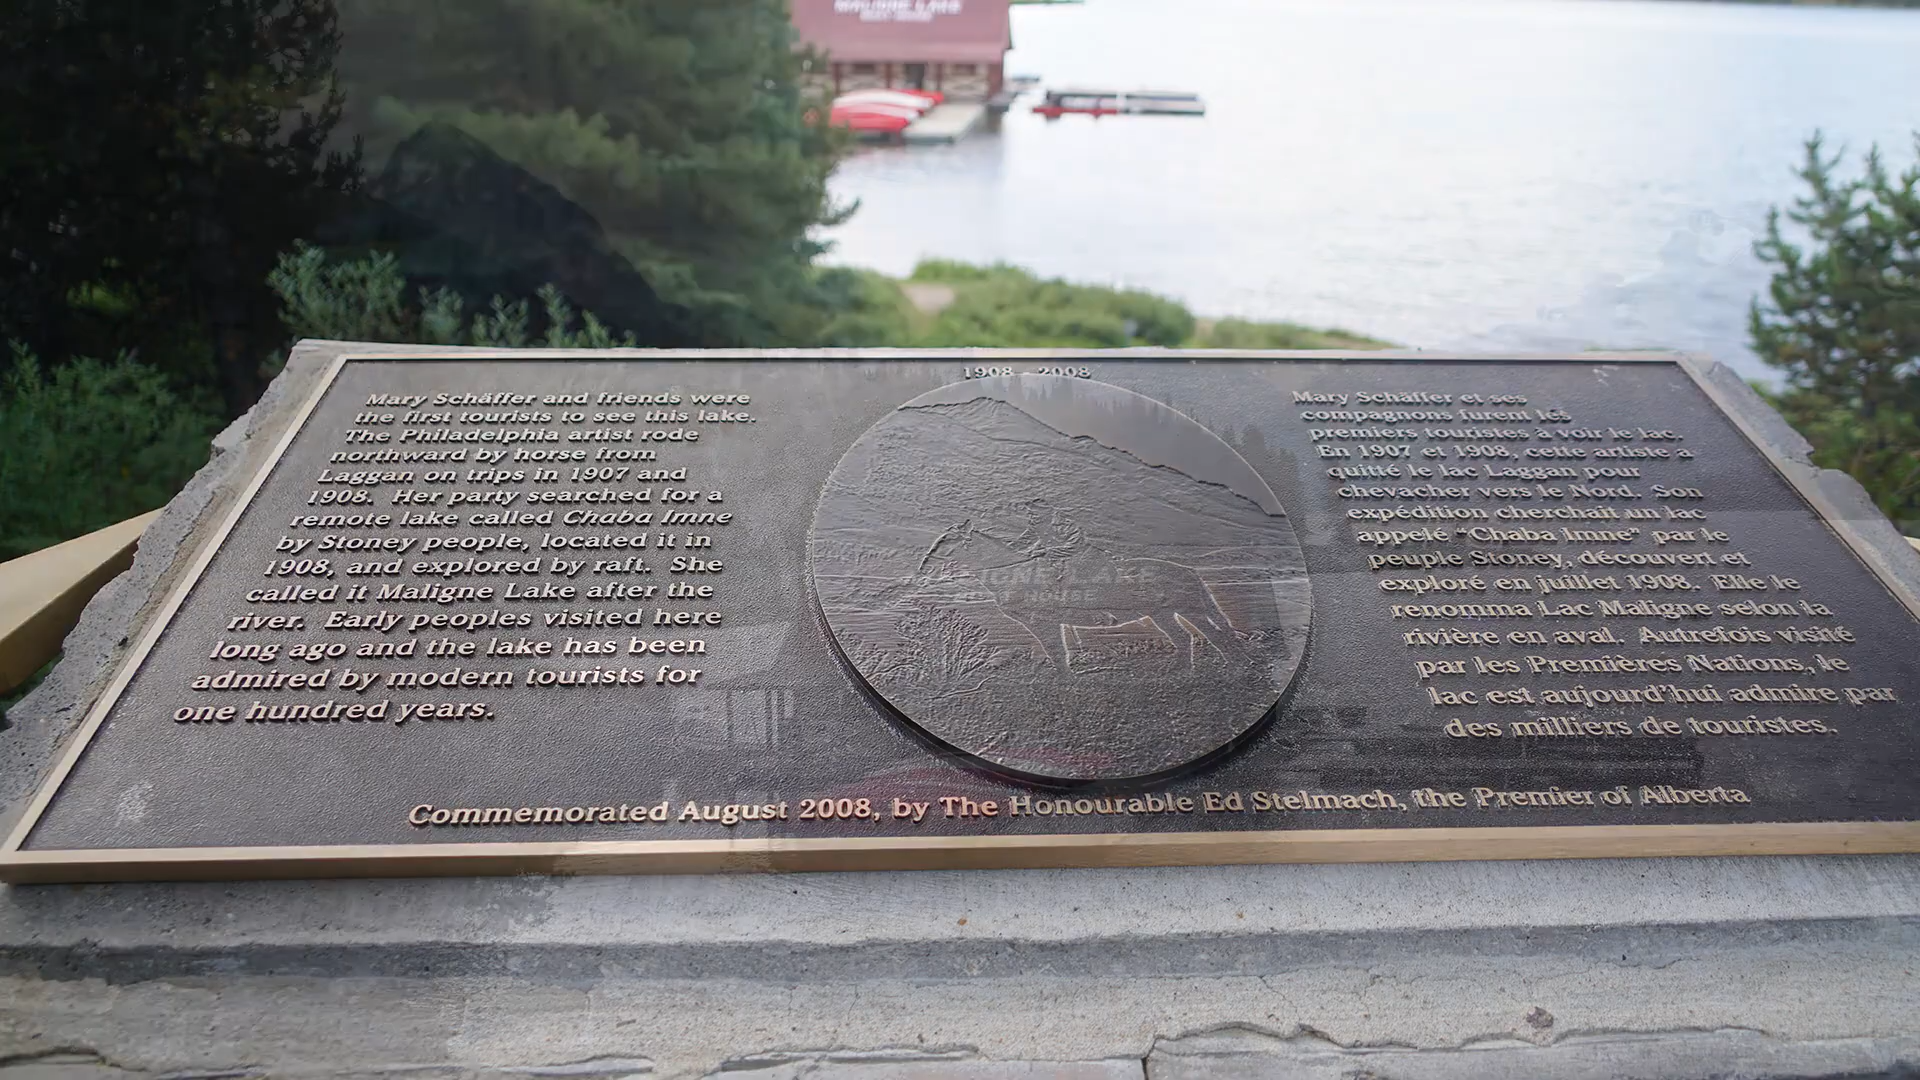 MALIGNE LAKE
BOAT HOUSE
1908 - 2008
Mary Schäffer and friends were
the first tourists to see this lake.
The Philadelphia artist rode
northward by horse from
Laggan on trips in 1907 and
1908. Her party searched for a
remote lake called Chaba Imne
by Stoney people, located it in
1908, and explored by raft. She
called it Maligne Lake after the
river. Early peoples visited here
long ago and the lake has been
admired by modern tourists for
one hundred years.
MALIGNE LAKE
BOAT HOUSE
Mary Schäffer et ses
compagnons furent les
premiers touristes à voir le lac.
En 1907 et 1908, cette artiste a
quitté le lac Laggan pour
chevacher vers le Nord. Son
expédition cherchait un lac
appelé "Chaba Imne" par le
peuple Stoney, découvert et
exploré en juillet 1908. Elle le
renomma Lac Maligne selon la
rivière en aval. Autrefois visité
par les Premières Nations, le
lac est aujourd'hui admire par
des milliers de touristes.
Commemorated August 2008, by The Honourable Ed Stelmach, the Premier of Alberta